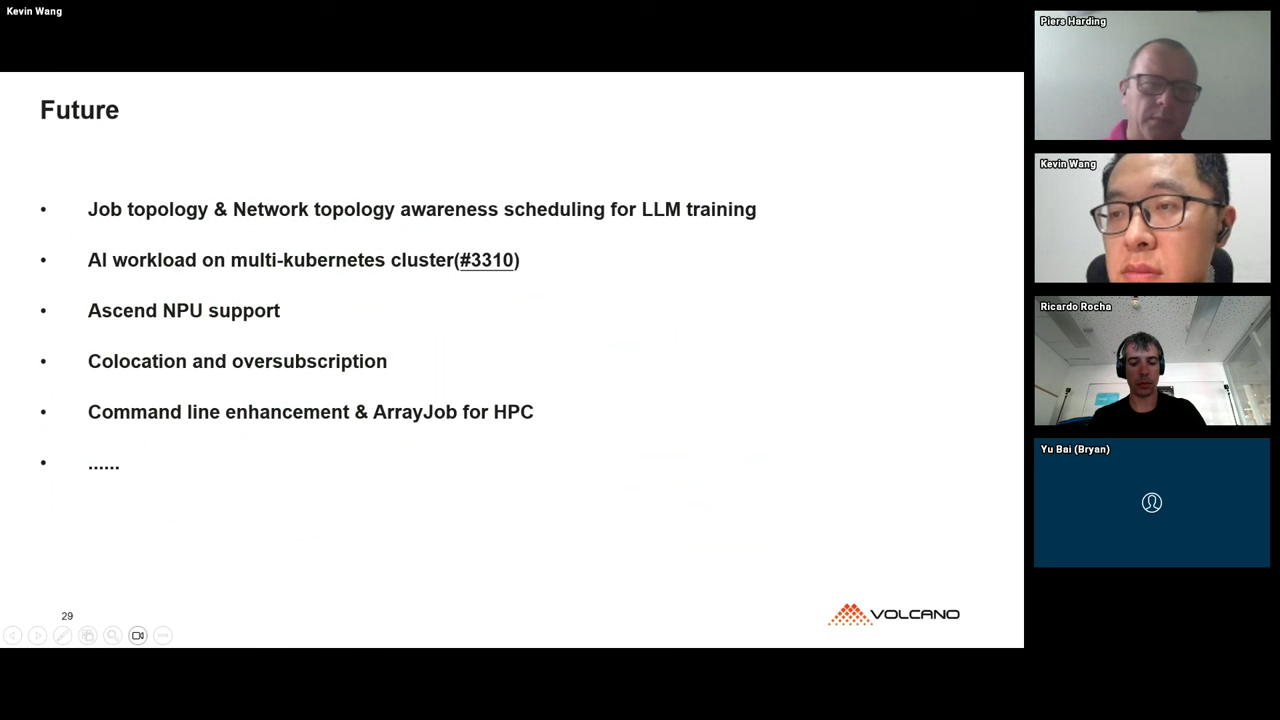 Kevin Wang
Future
• Job topology & Network topology awareness scheduling for LLM training
• AI workload on multi-kubernetes cluster(#3310)
• Ascend NPU support
• Colocation and oversubscription
• Command line enhancement & ArrayJob for HPC
• ......
29
VOLCANO
Piers Harding
Kevin Wang
Ricardo Rocha
Yu Bai (Bryan)